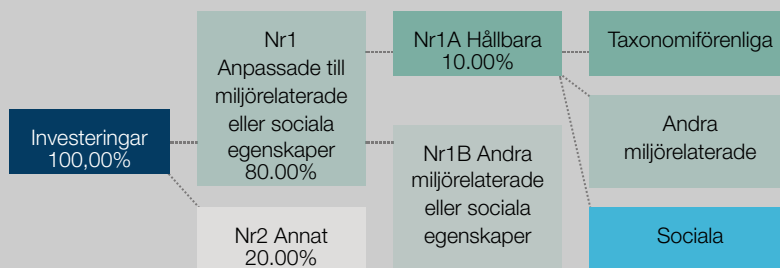 Investeringar
100,00%
Nr1
Anpassade till
miljörelaterade
eller sociala
egenskaper
80.00%
Nr2 Annat
20.00%
Nr1A Hållbara
10.00%
Nr1B Andra
miljörelaterade
eller sociala
egenskaper
Taxonomiförenliga
Andra
miljörelaterade
Sociala